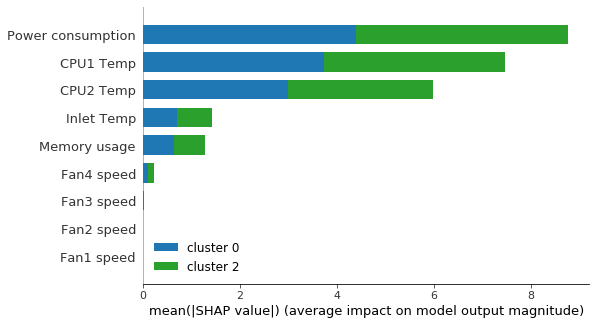 Power consumption
CPU1 Temp
CPU2 Temp
Inlet Temp
Memory usage
Fan4 speed
Fan3 speed
Fan2 speed
Fan1 speed
cluster 0
cluster 2
0 2 4 6 8
mean(|SHAP value|) (average impact on model output magnitude)